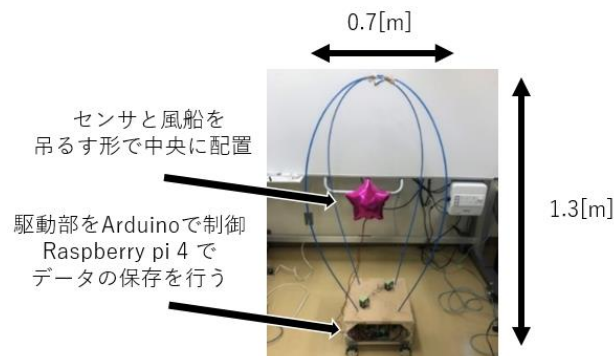 0.7[m]
センサと風船を
吊るす形で中央に配置
駆動部をArduinoで制御
Raspberry pi 4 で
データの保存を行う
1.3[m]